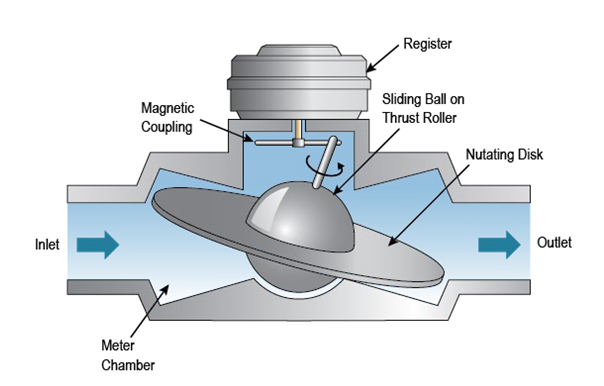 Register
Sliding Ball on
Thrust Roller
Magnetic
Coupling
Nutating Disk
Inlet
Outlet
Meter
Chamber